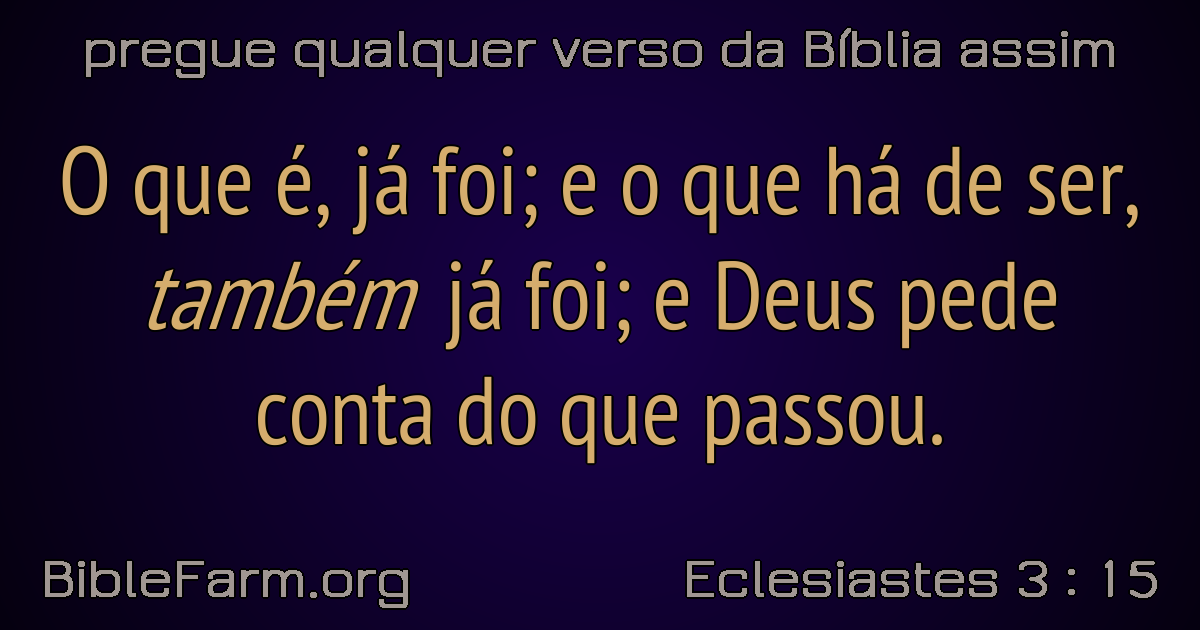 pregue qualquer verso da Bíblia assim
O que é, já foi; e o que há de ser,
também já foi; e Deus pede
conta do que passou.
BibleFarm.org
Eclesiastes 3 : 15